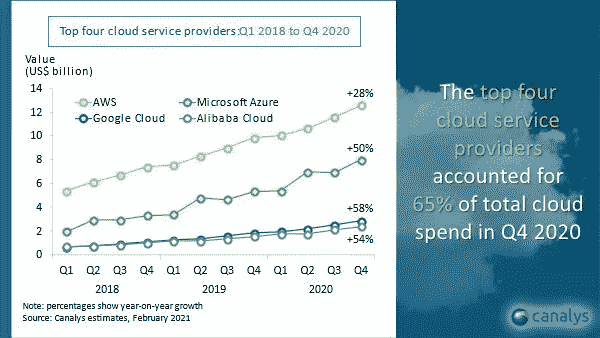 Top four cloud service providers:Q1 2018 to Q4 2020
Value
(US$ billion)
14
12
10
8
6
4
2
0
AWS
Microsoft Azure
Google Cloud
Alibaba Cloud
+28%
+50%
+58%
+54%
Q1 Q2 Q3 Q4 Q1 Q2 Q3 Q4 Q1 Q2 Q3 Q4
2018 2019 2020
Note: percentages show year-on-year growth
Source: Canalys estimates, February 2021
The top four
cloud service
providers
accounted for
65% of total cloud
spend in Q4 2020
canalys